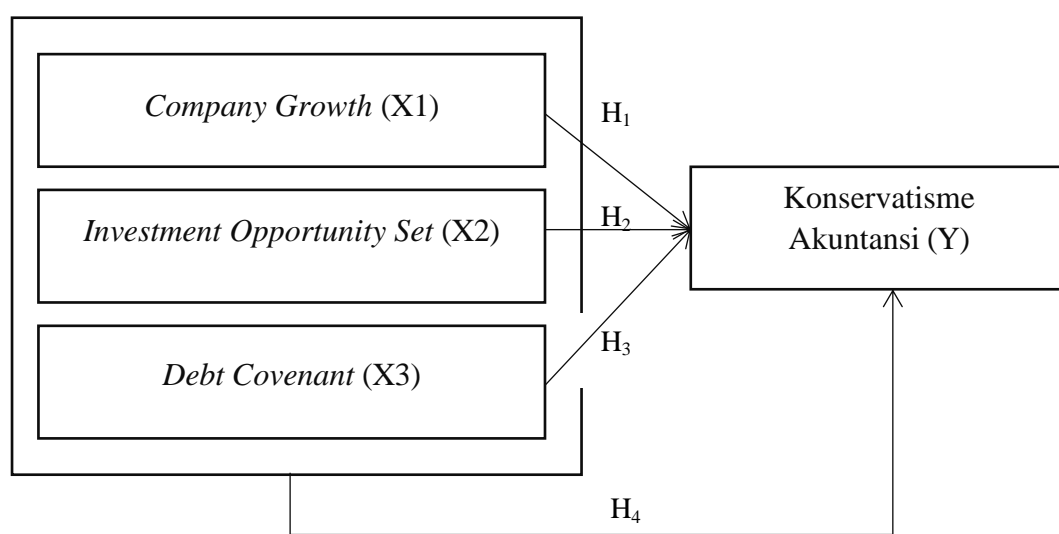 Company Growth (X1)
H₁
Investment Opportunity Set (X2)
H₂
Konservatisme
Akuntansi (Y)
H₃
Debt Covenant (X3)
H₄